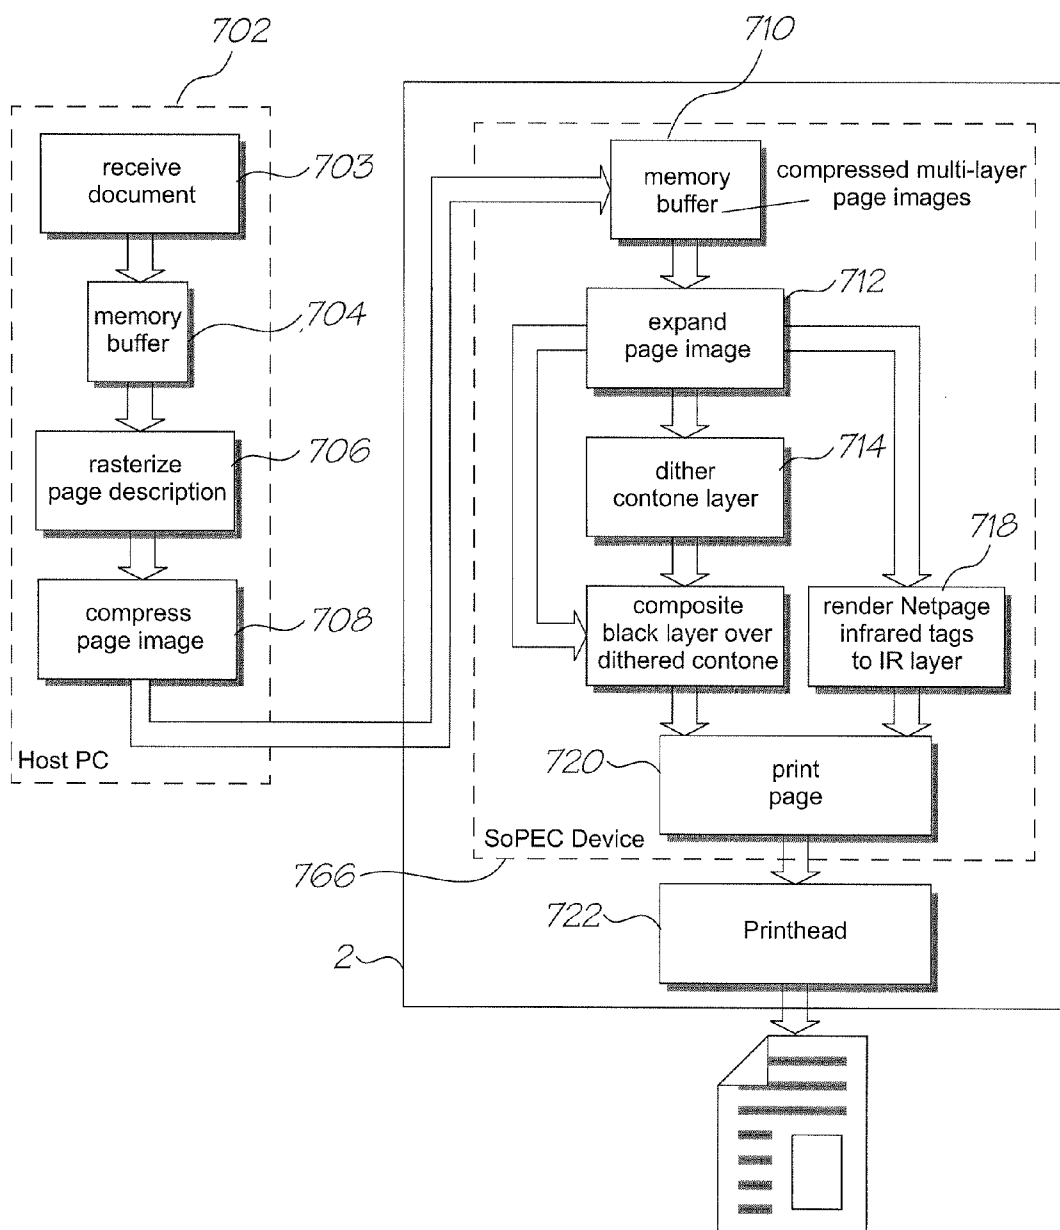 702
710
receive
document
703
memory
buffer
704
rasterize
page description
706
compress
page image
708
Host PC
memory
buffer
compressed multi-layer
page images
expand
page image
712
dither
contone layer
714
composite
black layer over
dithered contone
718
render Netpage
infrared tags
to IR layer
720
print
page
SoPEC Device
766
722
Printhead
2